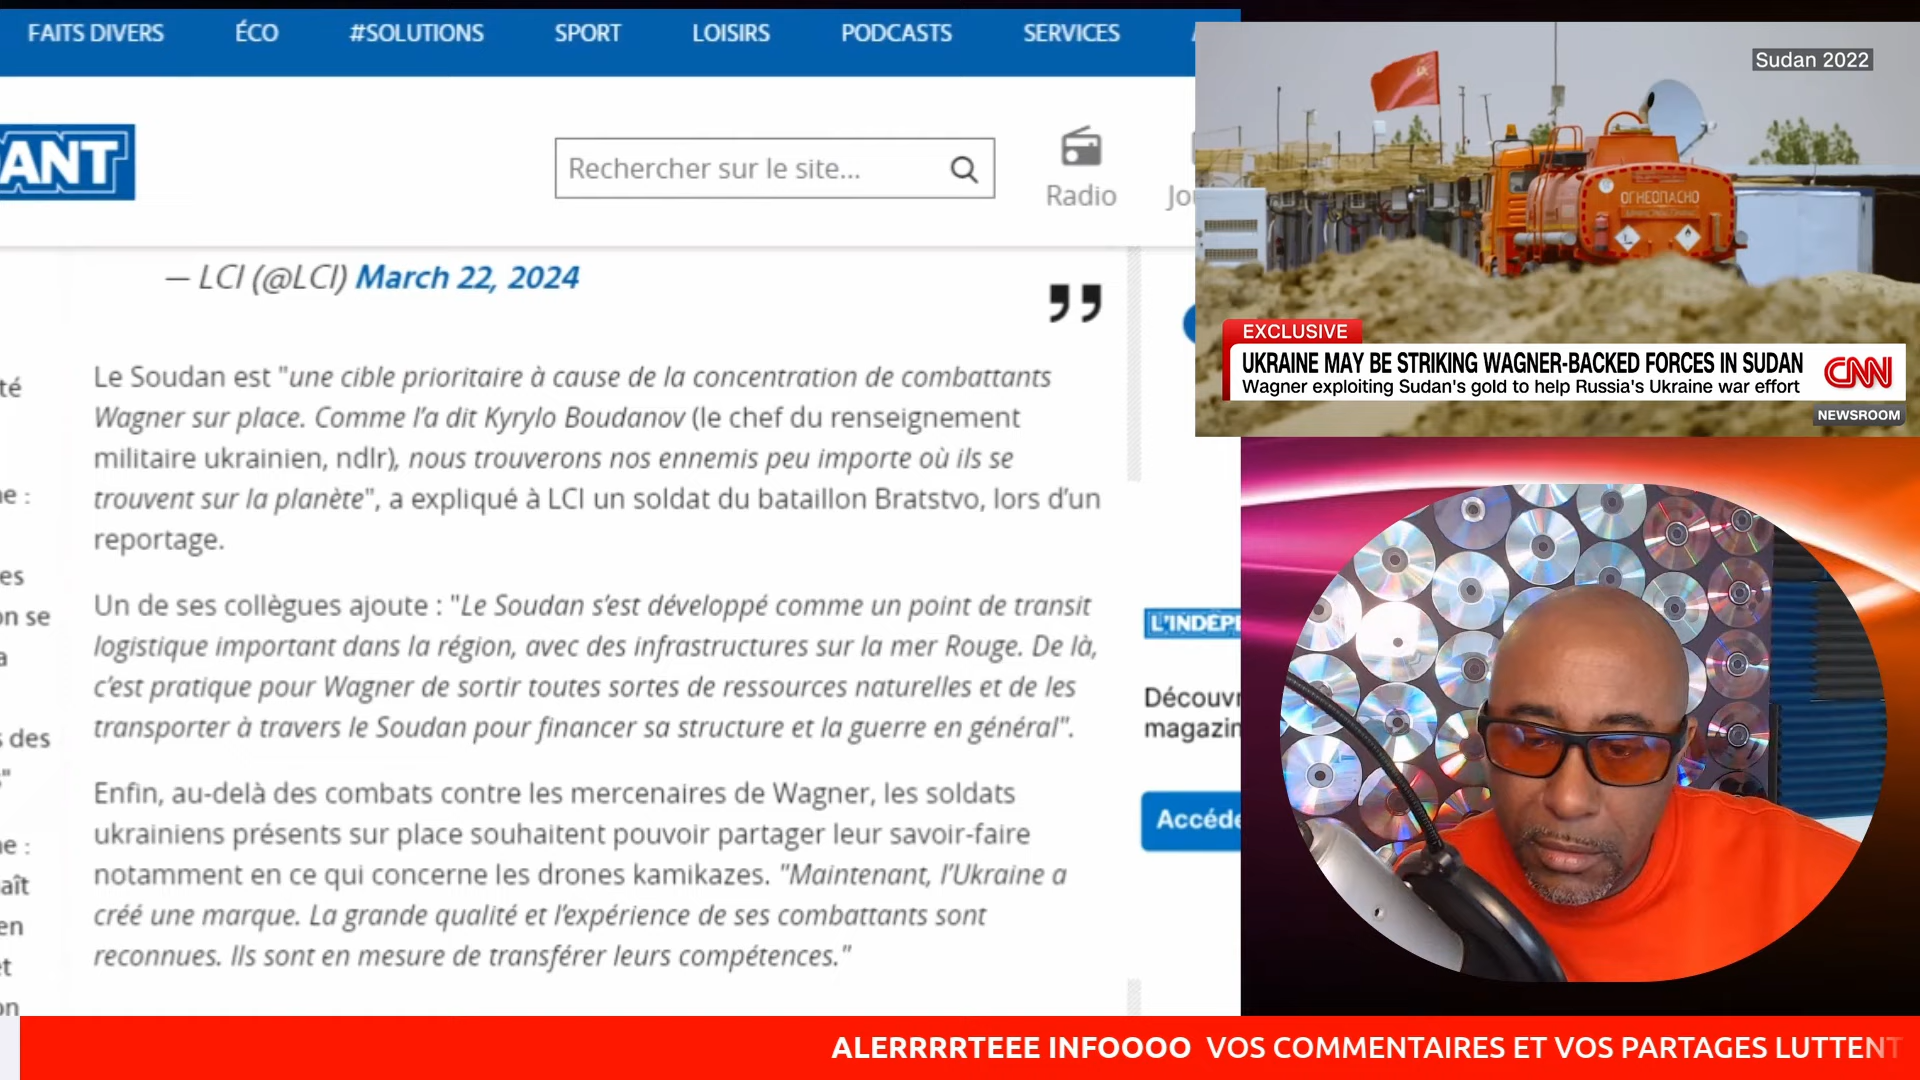 FAITS DIVERS ÉCO #SOLUTIONS SPORT LOISIRS PODCASTS SERVICES
ANT
Rechercher sur le site...
Radio
— LCI (@LCI) March 22, 2024
”
Le Soudan est "une cible prioritaire à cause de la concentration de combattants
Wagner sur place. Comme l’a dit Kyrylo Boudanov (le chef du renseignement
militaire ukrainien, ndlr), nous trouverons nos ennemis peu importe où ils se
trouvent sur la planète", a expliqué à LCI un soldat du bataillon Bratstvo, lors d’un
reportage.
Un de ses collègues ajoute : "Le Soudan s’est développé comme un point de transit
logistique important dans la région, avec des infrastructures sur la mer Rouge. De là,
c’est pratique pour Wagner de sortir toutes sortes de ressources naturelles et de les
transporter à travers le Soudan pour financer sa structure et la guerre en général".
Enfin, au-delà des combats contre les mercenaires de Wagner, les soldats
ukrainiens présents sur place souhaitent pouvoir partager leur savoir-faire
notamment en ce qui concerne les drones kamikazes. "Maintenant, l’Ukraine a
créé une marque. La grande qualité et l’expérience de ses combattants sont
reconnues. Ils sont en mesure de transférer leurs compétences."
L'INDÉP
Découvr
magazin
Accéde
Sudan 2022
ОГНЕОПАСНО
EXCLUSIVE
UKRAINE MAY BE STRIKING WAGNER-BACKED FORCES IN SUDAN
Wagner exploiting Sudan's gold to help Russia's Ukraine war effort
CNN
NEWSROOM
ALERRRRTEEE INFOOOO VOS COMMENTAIRES ET VOS PARTAGES LUTTENT